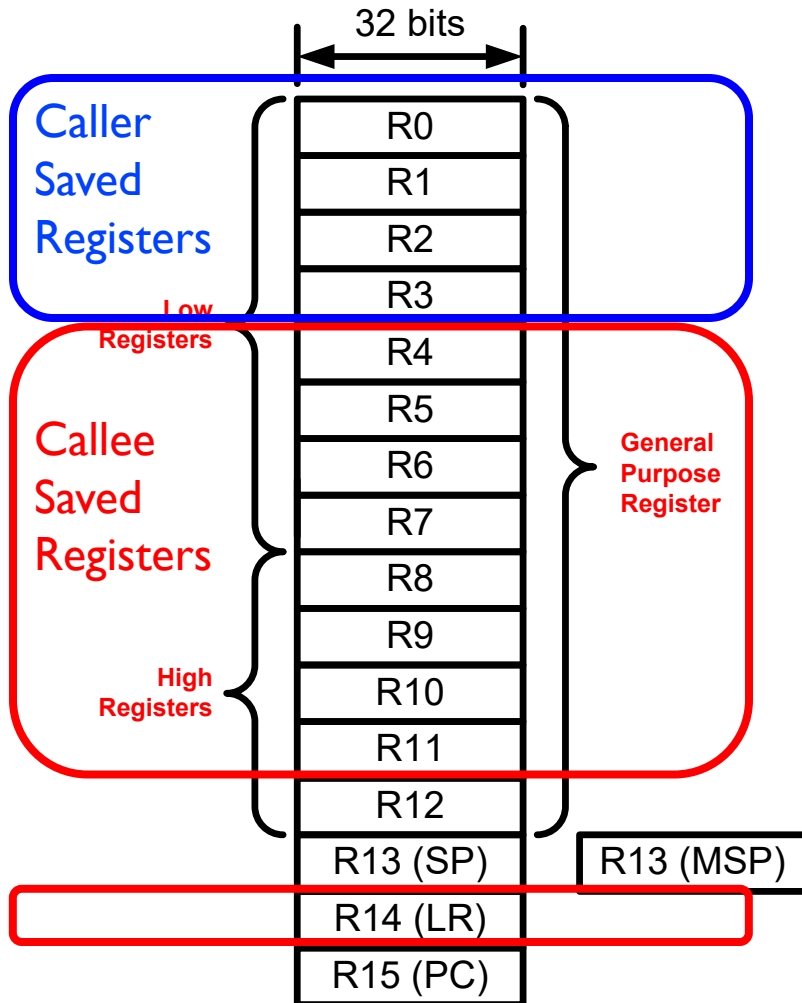 32 bits
Caller
Saved
Registers
R0
R1
R2
R3
Low
Registers
R4
R5
R6
R7
Callee
Saved
Registers
General
Purpose
Register
R8
R9
R10
R11
High
Registers
R12
R13 (SP)
R13 (MSP)
R14 (LR)
R15 (PC)